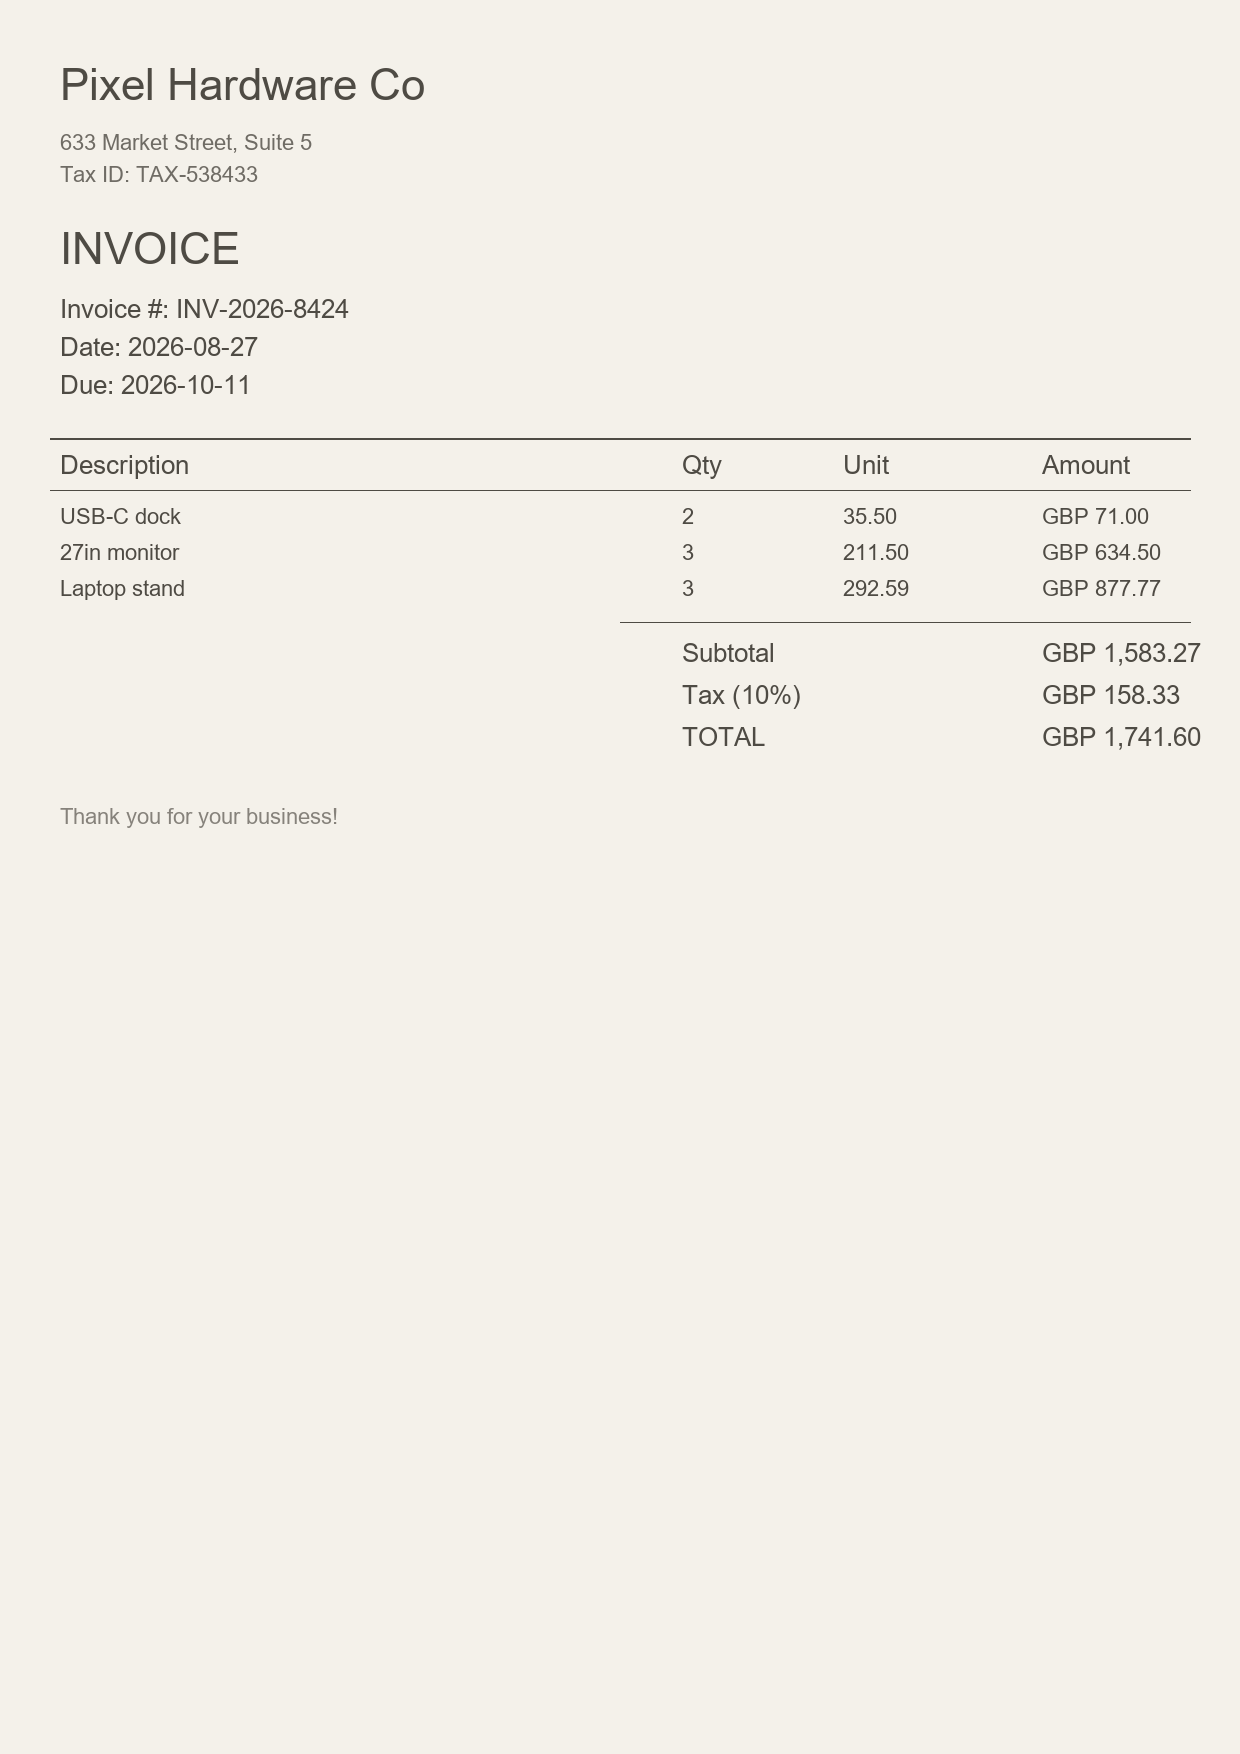 Pixel Hardware Co
633 Market Street, Suite 5
Tax ID: TAX-538433
INVOICE
Invoice #: INV-2026-8424
Date: 2026-08-27
Due: 2026-10-11
Description Qty Unit Amount
USB-C dock 2 35.50 GBP 71.00
27in monitor 3 211.50 GBP 634.50
Laptop stand 3 292.59 GBP 877.77
Subtotal GBP 1,583.27
Tax (10%) GBP 158.33
TOTAL GBP 1,741.60
Thank you for your business!